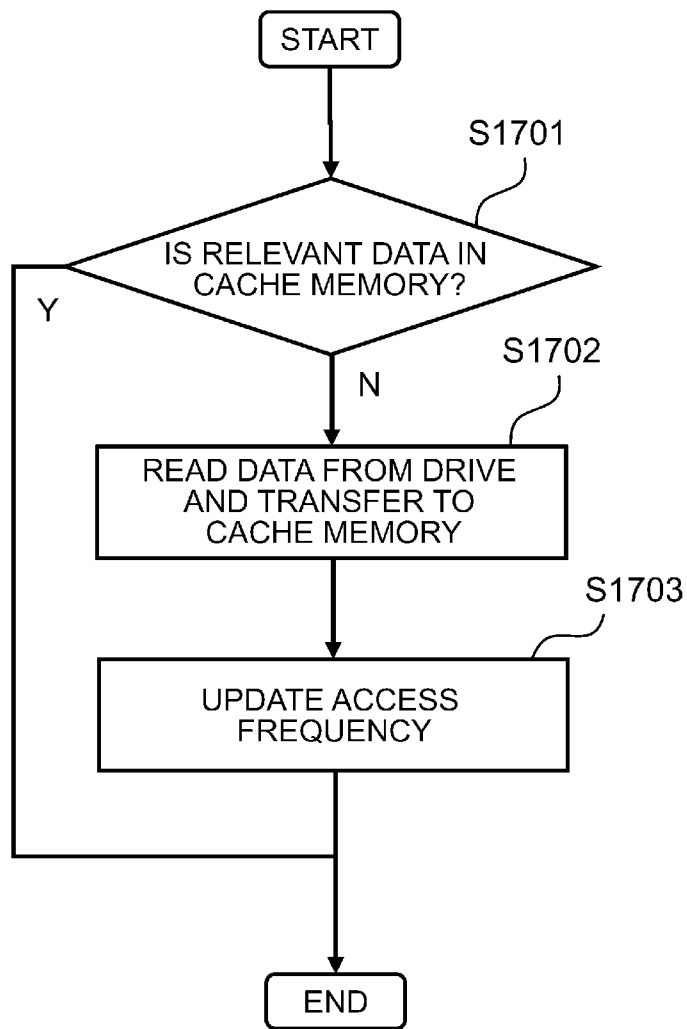 START
S1701
IS RELEVANT DATA IN
CACHE MEMORY?
Y
N
S1702
READ DATA FROM DRIVE
AND TRANSFER TO
CACHE MEMORY
S1703
UPDATE ACCESS
FREQUENCY
END